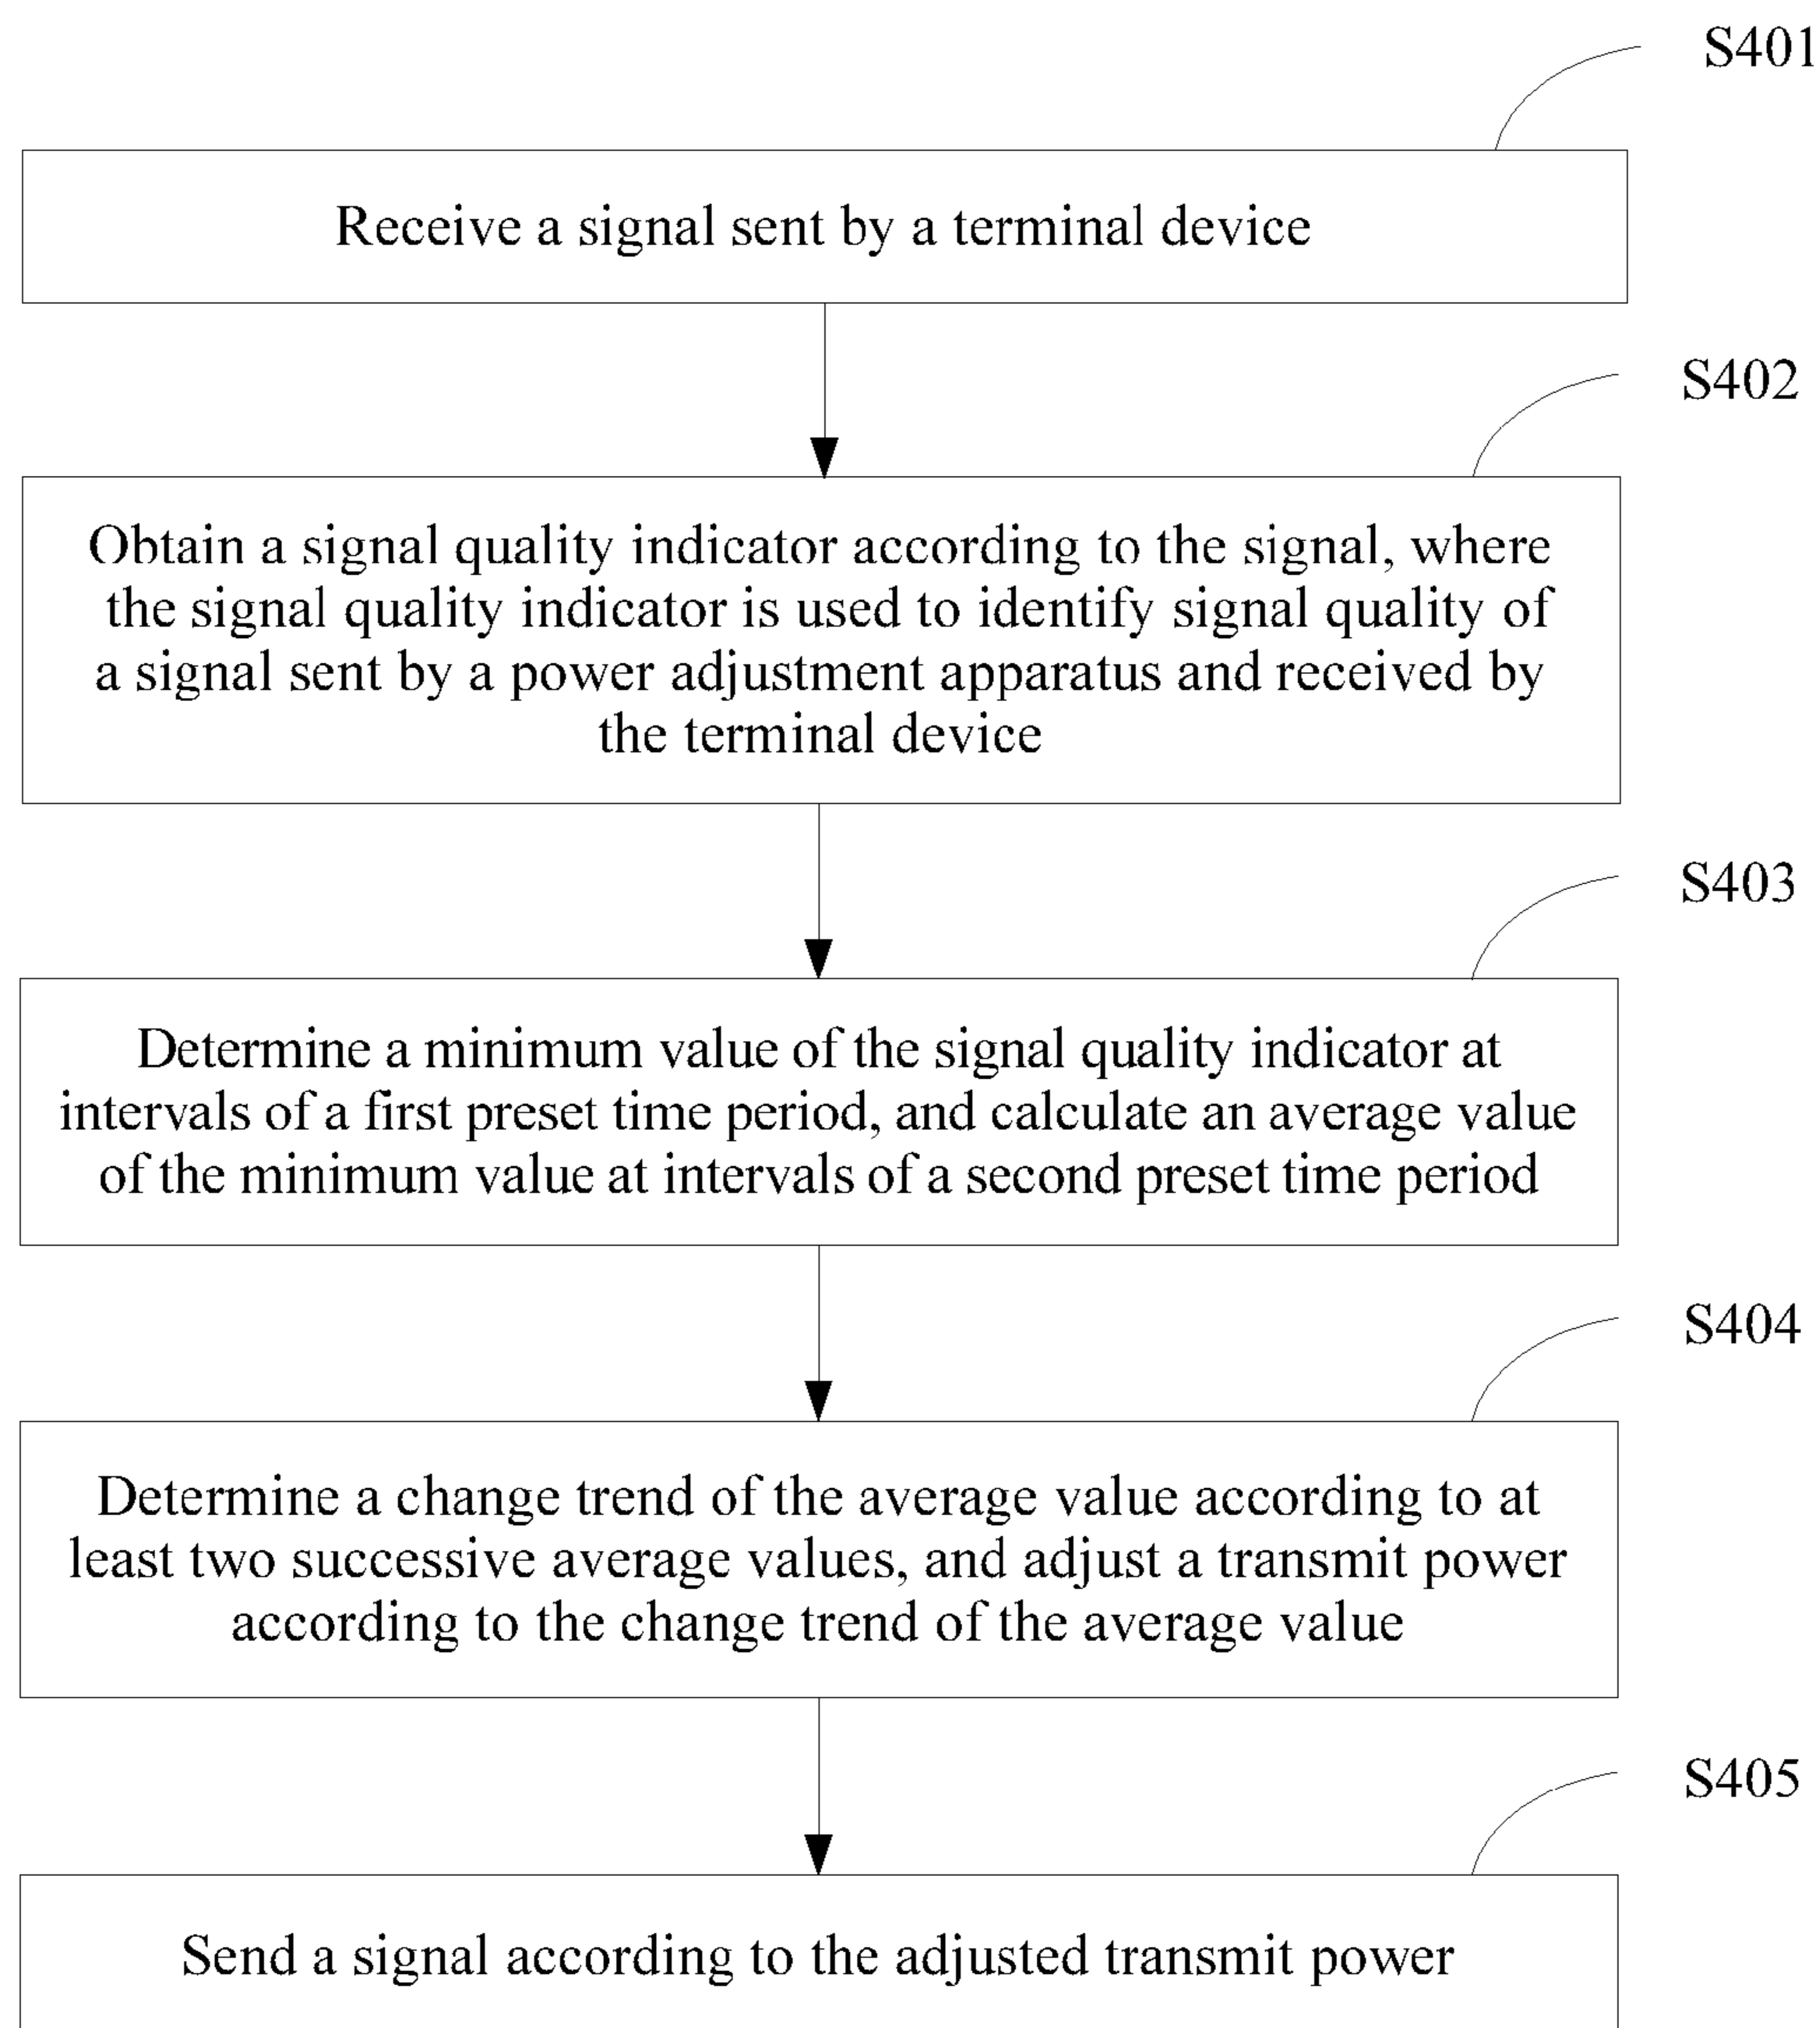 S401
Receive a signal sent by a terminal device
S402
Obtain a signal quality indicator according to the signal, where
the signal quality indicator is used to identify signal quality of
a signal sent by a power adjustment apparatus and received by
the terminal device
S403
Determine a minimum value of the signal quality indicator at
intervals of a first preset time period, and calculate an average value
of the minimum value at intervals of a second preset time period
S404
Determine a change trend of the average value according to at
least two successive average values, and adjust a transmit power
according to the change trend of the average value
S405
Send a signal according to the adjusted transmit power